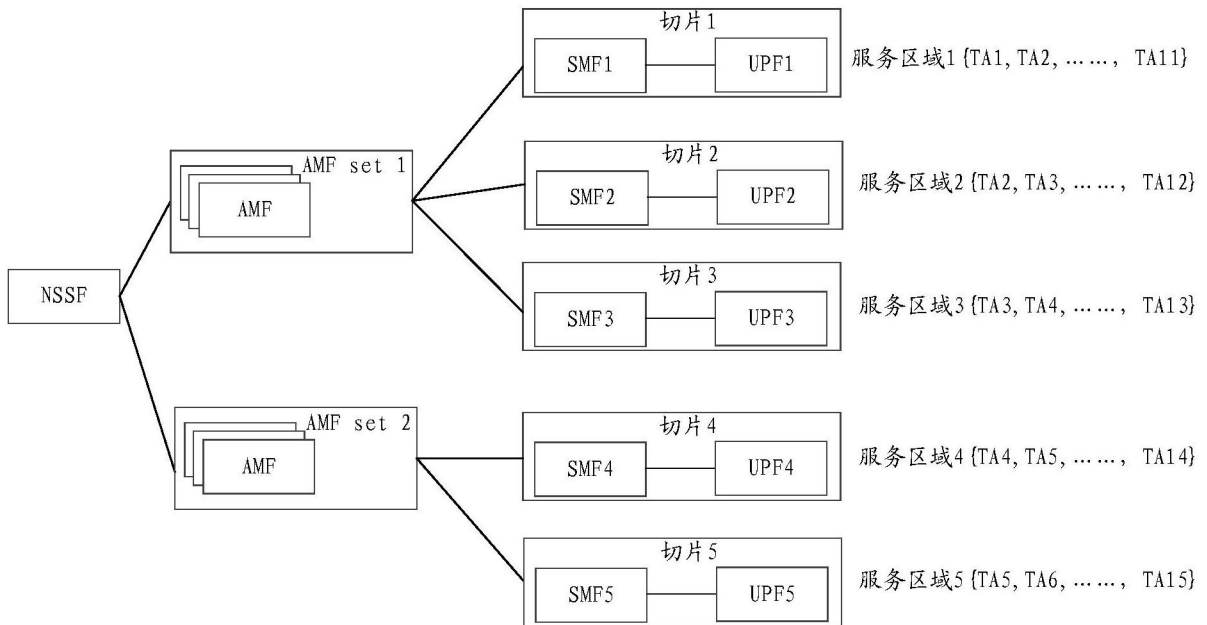 切片1
SMF1
UPF1
服务区域1{TA1, TA2, ……, TA11}
AMF set 1
AMF
切片2
SMF2
UPF2
服务区域2{TA2, TA3, ……, TA12}
NSSF
切片3
SMF3
UPF3
服务区域3{TA3, TA4, ……, TA13}
AMF set 2
AMF
切片4
SMF4
UPF4
服务区域4{TA4, TA5, ……, TA14}
切片5
SMF5
UPF5
服务区域5{TA5, TA6, ……, TA15}